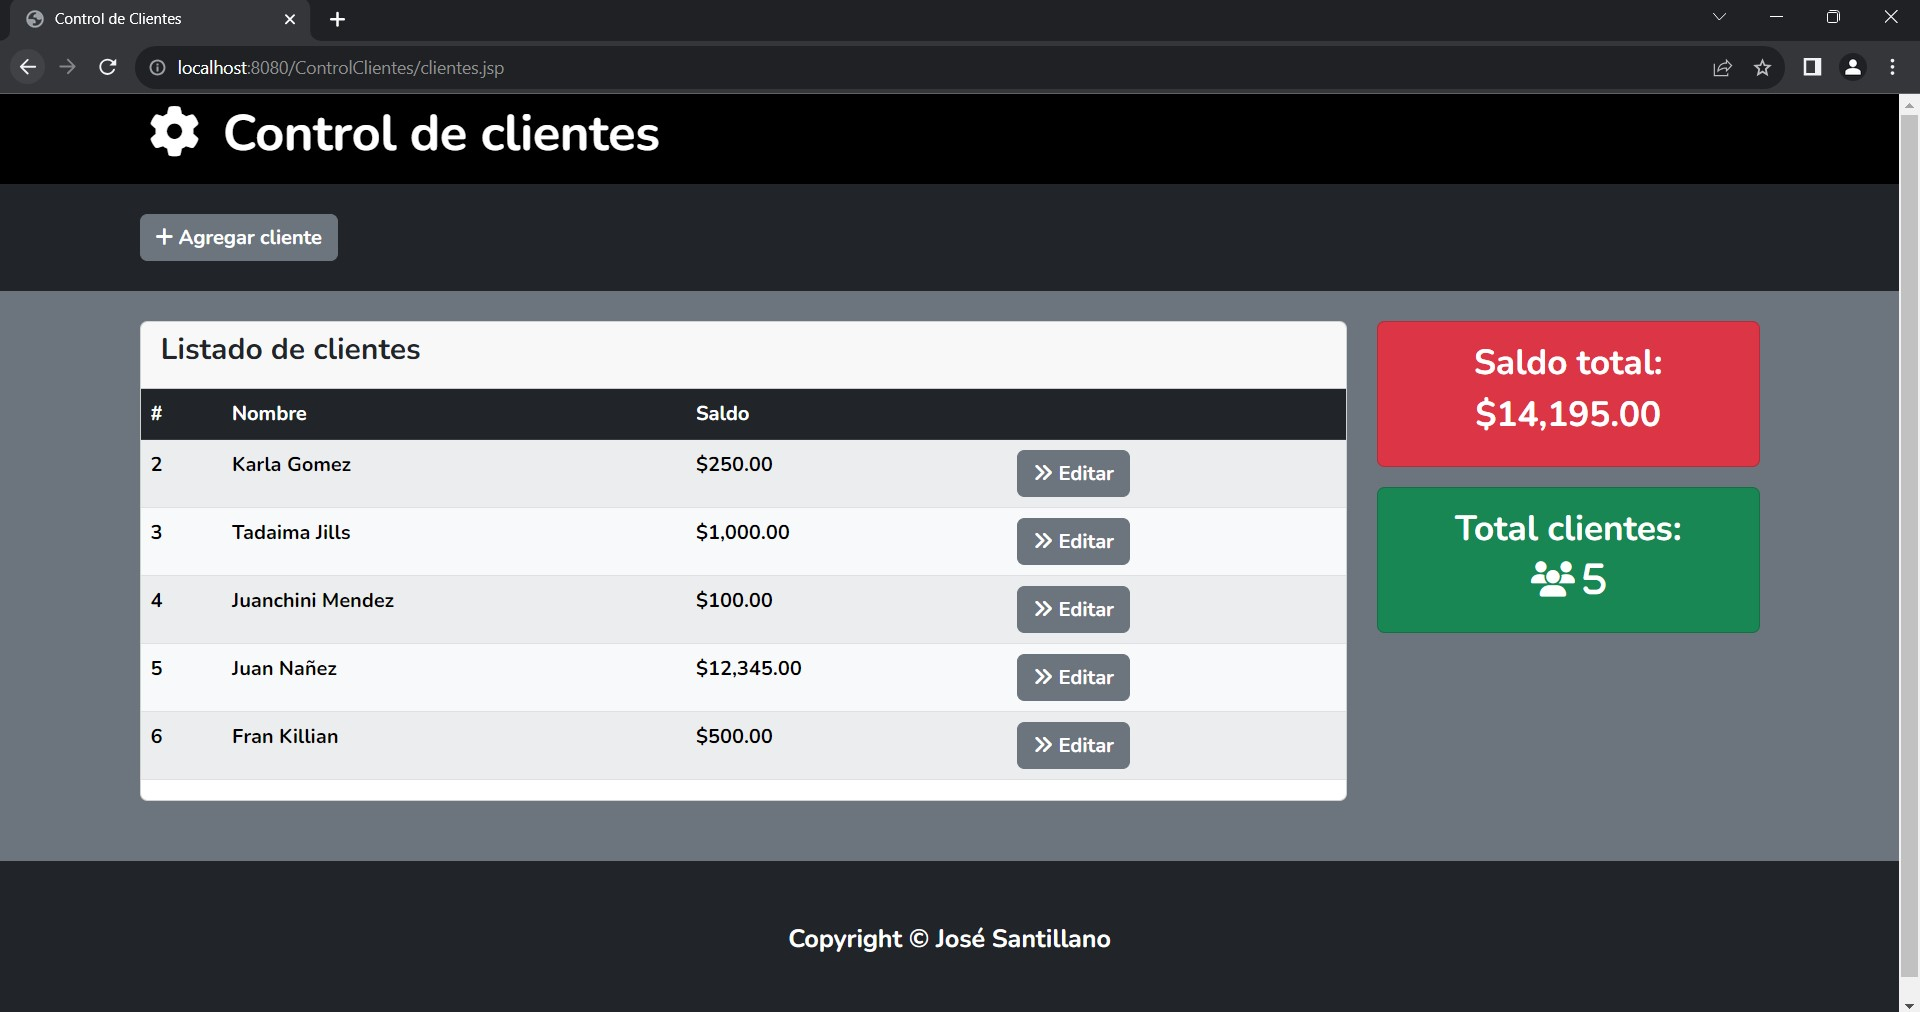 Control de Clientes
localhost:8080/ControlClientes/clientes.jsp
Control de clientes
+ Agregar cliente
Listado de clientes
# Nombre Saldo
2 Karla Gomez $250.00 Editar
3 Tadaima Jills $1,000.00 Editar
4 Juanchini Mendez $100.00 Editar
5 Juan Nañez $12,345.00 Editar
6 Fran Killian $500.00 Editar
Saldo total:
$14,195.00
Total clientes:
5
Copyright © José Santillano